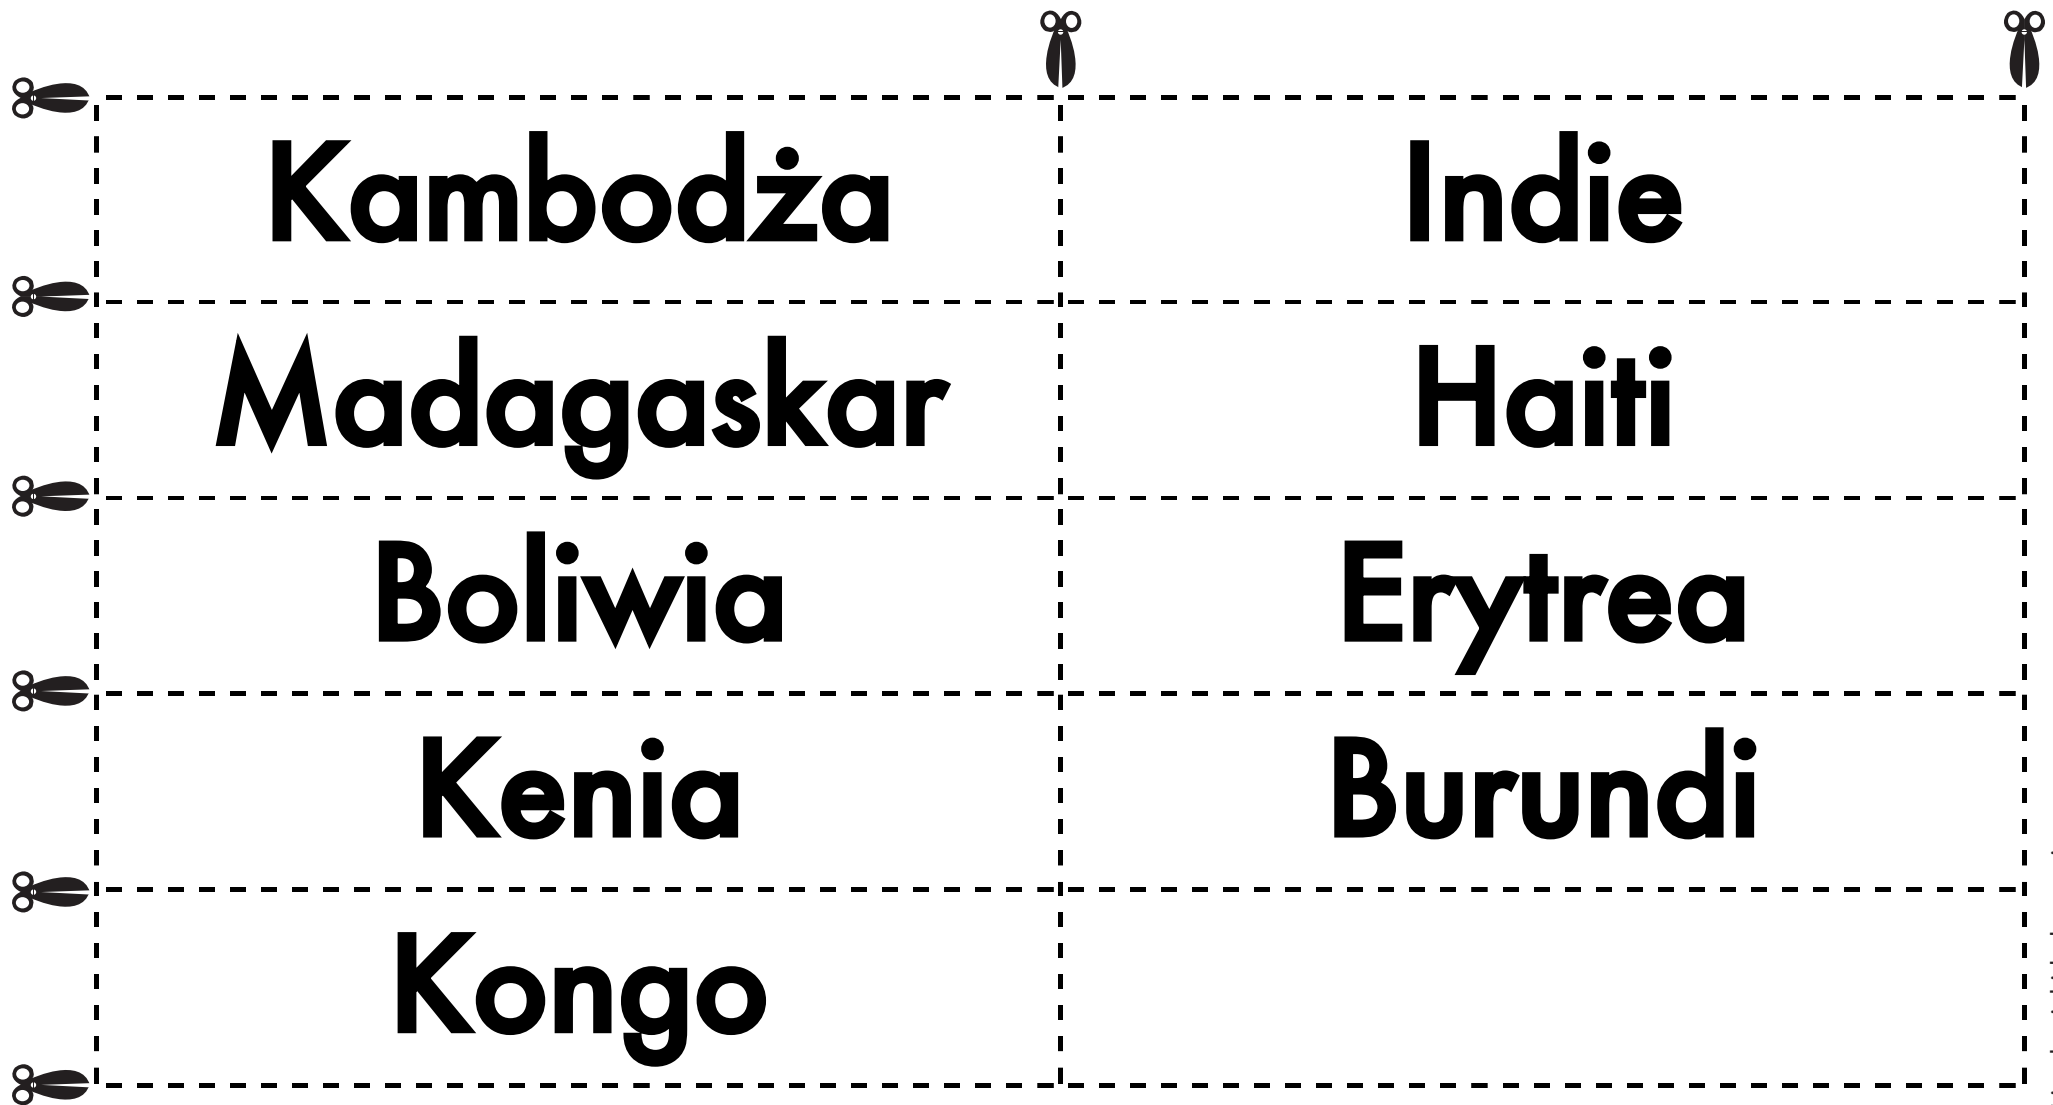 Kambodża
Indie
Madagaskar
Haiti
Boliwia
Erytrea
Kenia
Burundi
Kongo